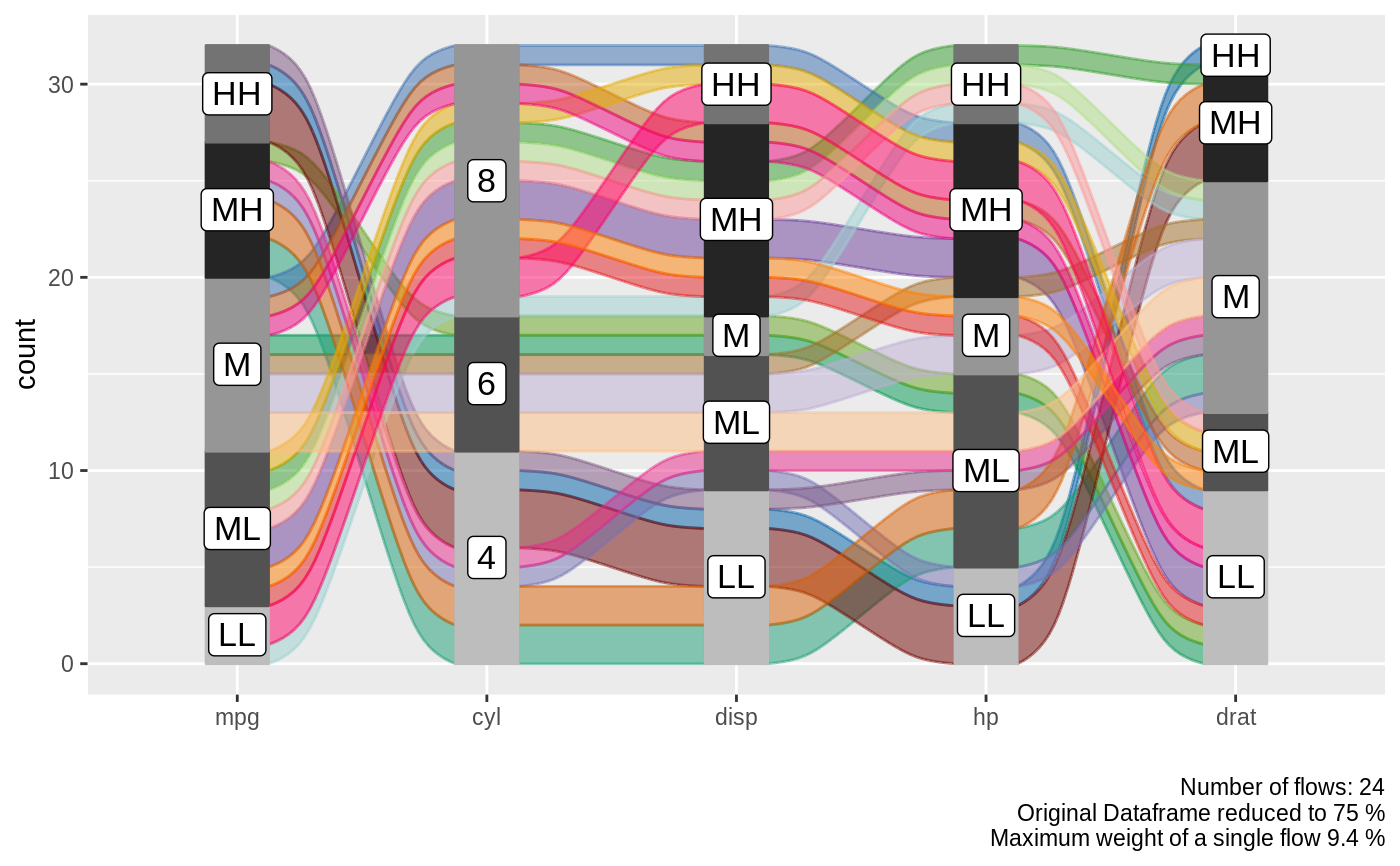 count
30
20
10
0
HH
MH
M
ML
LL
8
6
4
HH
MH
M
ML
LL
HH
MH
M
ML
LL
HH
MH
M
ML
LL
mpg
cyl
disp
hp
drat
Number of flows: 24
Original Dataframe reduced to 75 %
Maximum weight of a single flow 9.4 %